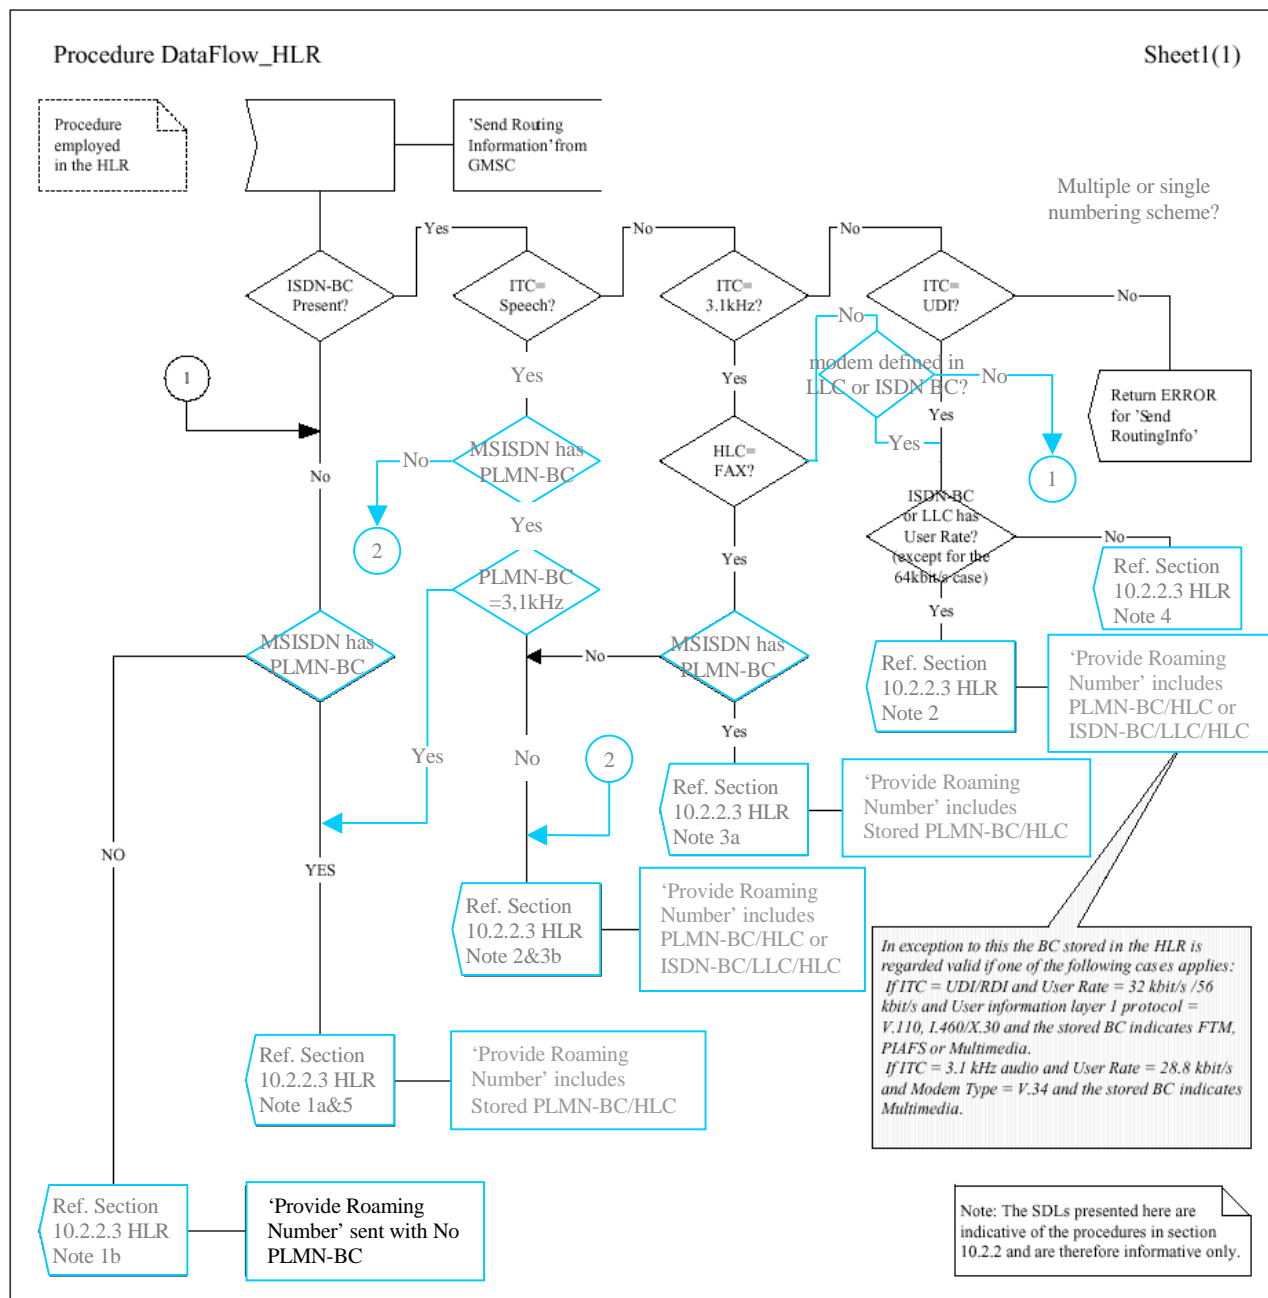 Procedure DataFlow_HLR
Sheet1(1)
Procedure
employed
in the HLR
'Send Routing
Information'from
GMSC
Multiple or single
numbering scheme?
Yes
No
No
ISDN-BC
Present?
ITC=
Speech?
ITC=
3.1kHz?
ITC=
UDI?
No
No
modem defined in
LLC or ISDN BC?
No
1
Yes
Yes
Yes
Return ERROR
for 'Send
RoutingInfo'
Yes
MSISDN has
PLMN-BC
No
HLC=
FAX?
No
1
ISDN-BC
or LLC has
User Rate?
(except for the
64kbit/s case)
No
2
Yes
Yes
PLMN-BC
=3,1kHz
Ref. Section
10.2.2.3 HLR
Note 4
Yes
MSISDN has
PLMN-BC
No
MSISDN has
PLMN-BC
Ref. Section
10.2.2.3 HLR
Note 2
‘Provide Roaming
Number’ includes
PLMN-BC/HLC or
ISDN-BC/LLC/HLC
Yes
Yes
No
2
Ref. Section
10.2.2.3 HLR
Note 3a
‘Provide Roaming
Number’ includes
Stored PLMN-BC/HLC
NO
YES
Ref. Section
10.2.2.3 HLR
Note 2&3b
‘Provide Roaming
Number’ includes
PLMN-BC/HLC or
ISDN-BC/LLC/HLC
In exception to this the BC stored in the HLR is
regarded valid if one of the following cases applies:
If ITC = UDI/RDI and User Rate = 32 kbit/s /56
kbit/s and User information layer 1 protocol =
V.110, I.460/X.30 and the stored BC indicates FTM,
PIAFS or Multimedia.
If ITC = 3.1 kHz audio and User Rate = 28.8 kbit/s
and Modem Type = V.34 and the stored BC indicates
Multimedia.
Ref. Section
10.2.2.3 HLR
Note 1a&5
‘Provide Roaming
Number’ includes
Stored PLMN-BC/HLC
Ref. Section
10.2.2.3 HLR
Note 1b
‘Provide Roaming
Number’ sent with No
PLMN-BC
Note: The SDLs presented here are
indicative of the procedures in section
10.2.2 and are therefore informative only.